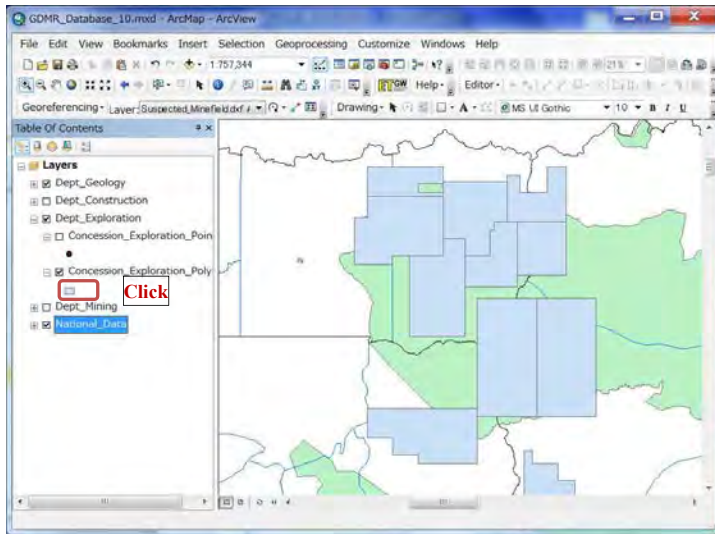 GDMR_Database_10.mxd - ArcMap - ArcView
File Edit View Bookmarks Insert Selection Geoprocessing Customize Windows Help
1:757,344
21%
GW Help Editor
Georeferencing Layer: Suspected_Minefield.dxf Drawing A MS UI Gothic 10 B I U
Table Of Contents
Layers
Dept_Geology
Dept_Construction
Dept_Exploration
Concession_Exploration_Poin
Concession_Exploration_Poly
Click
Dept_Mining
National_Data